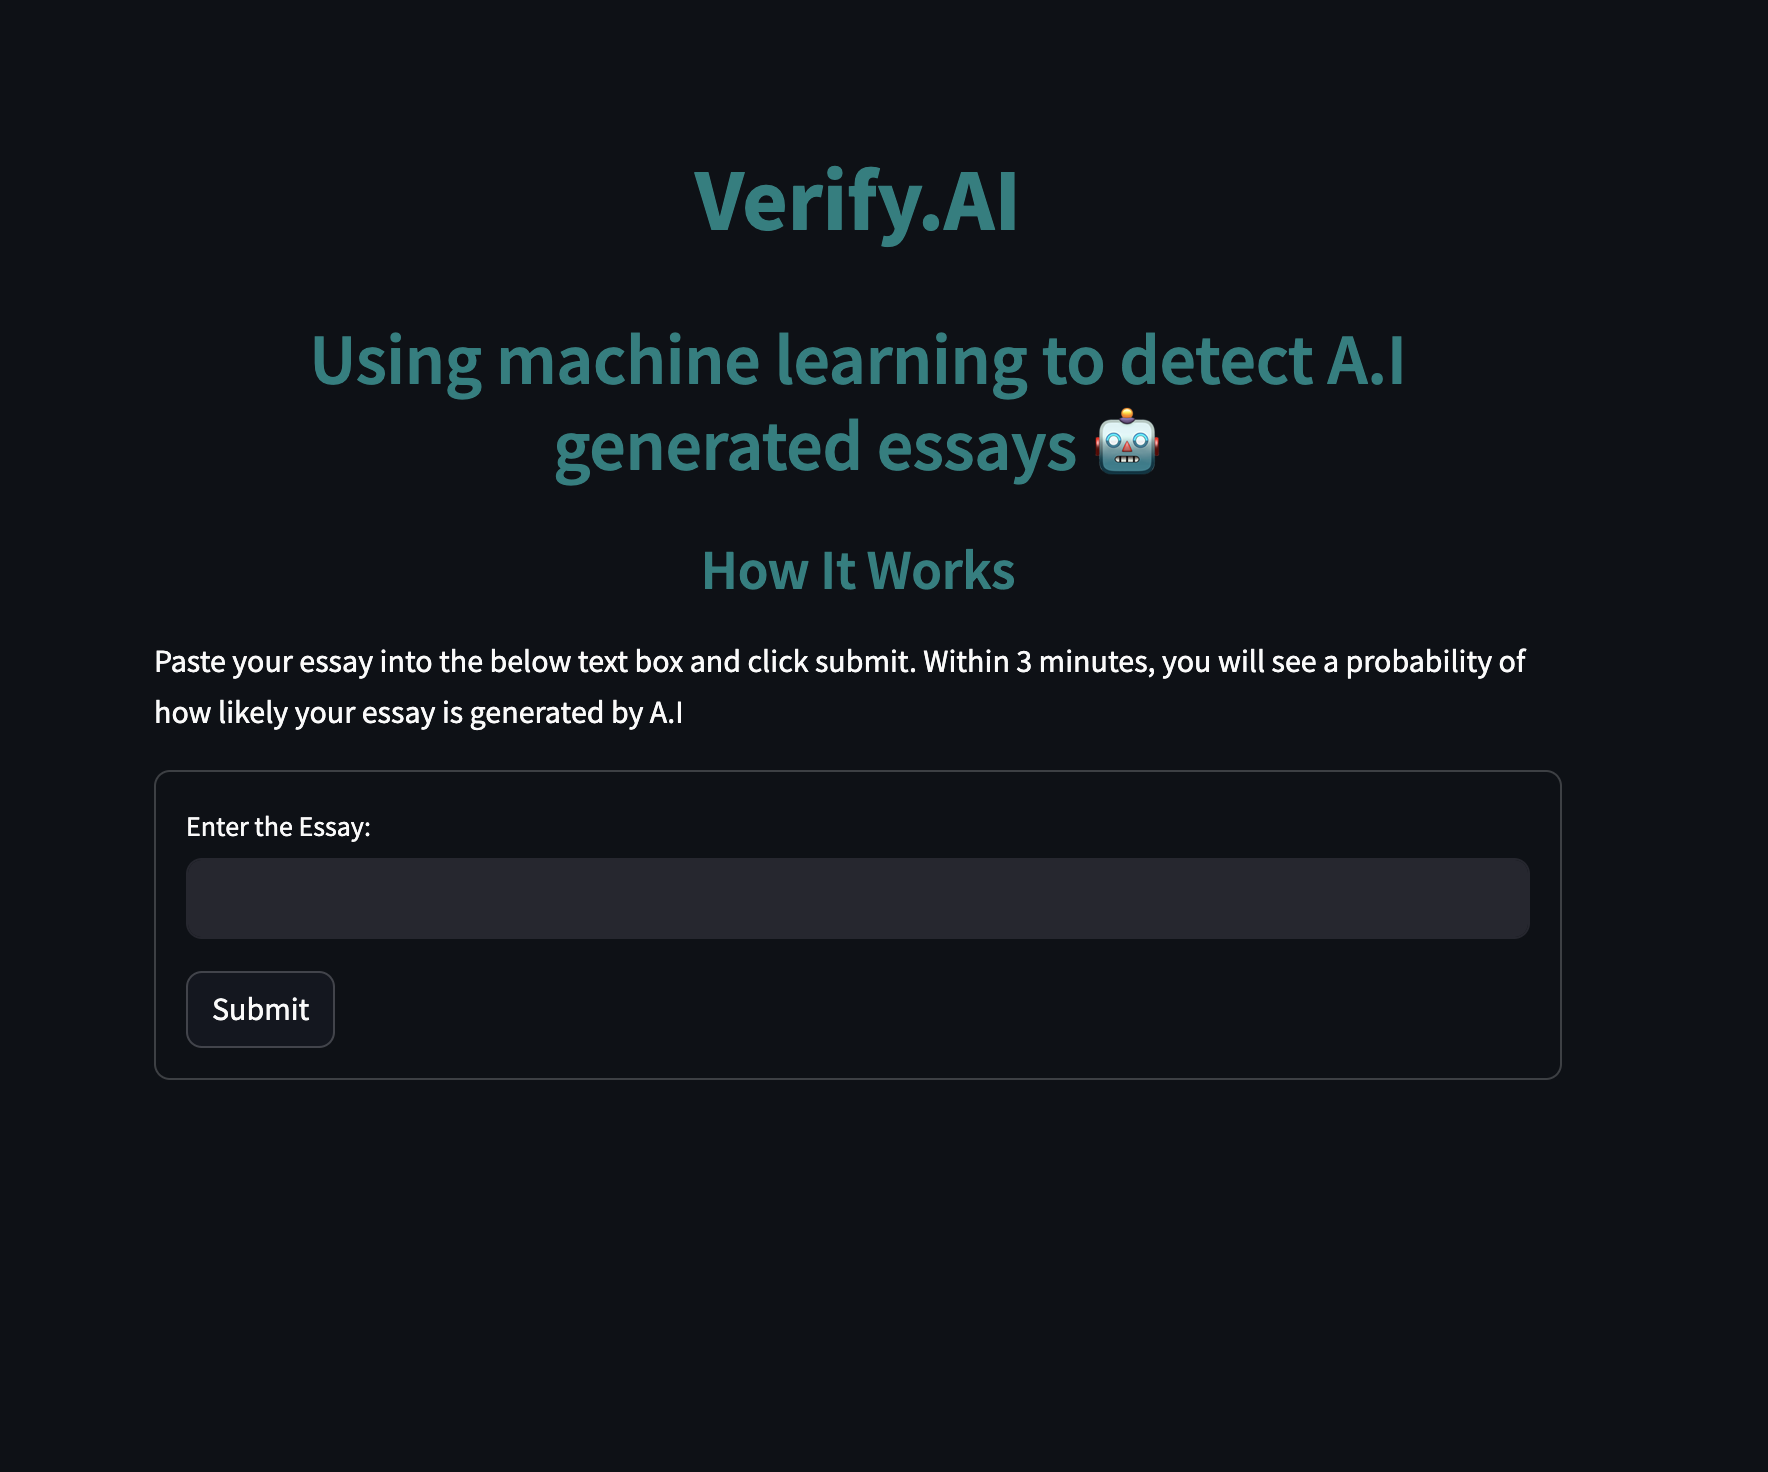 Verify.AI
Using machine learning to detect A.I
generated essays 🤖
How It Works
Paste your essay into the below text box and click submit. Within 3 minutes, you will see a probability of
how likely your essay is generated by A.I
Enter the Essay:
Submit